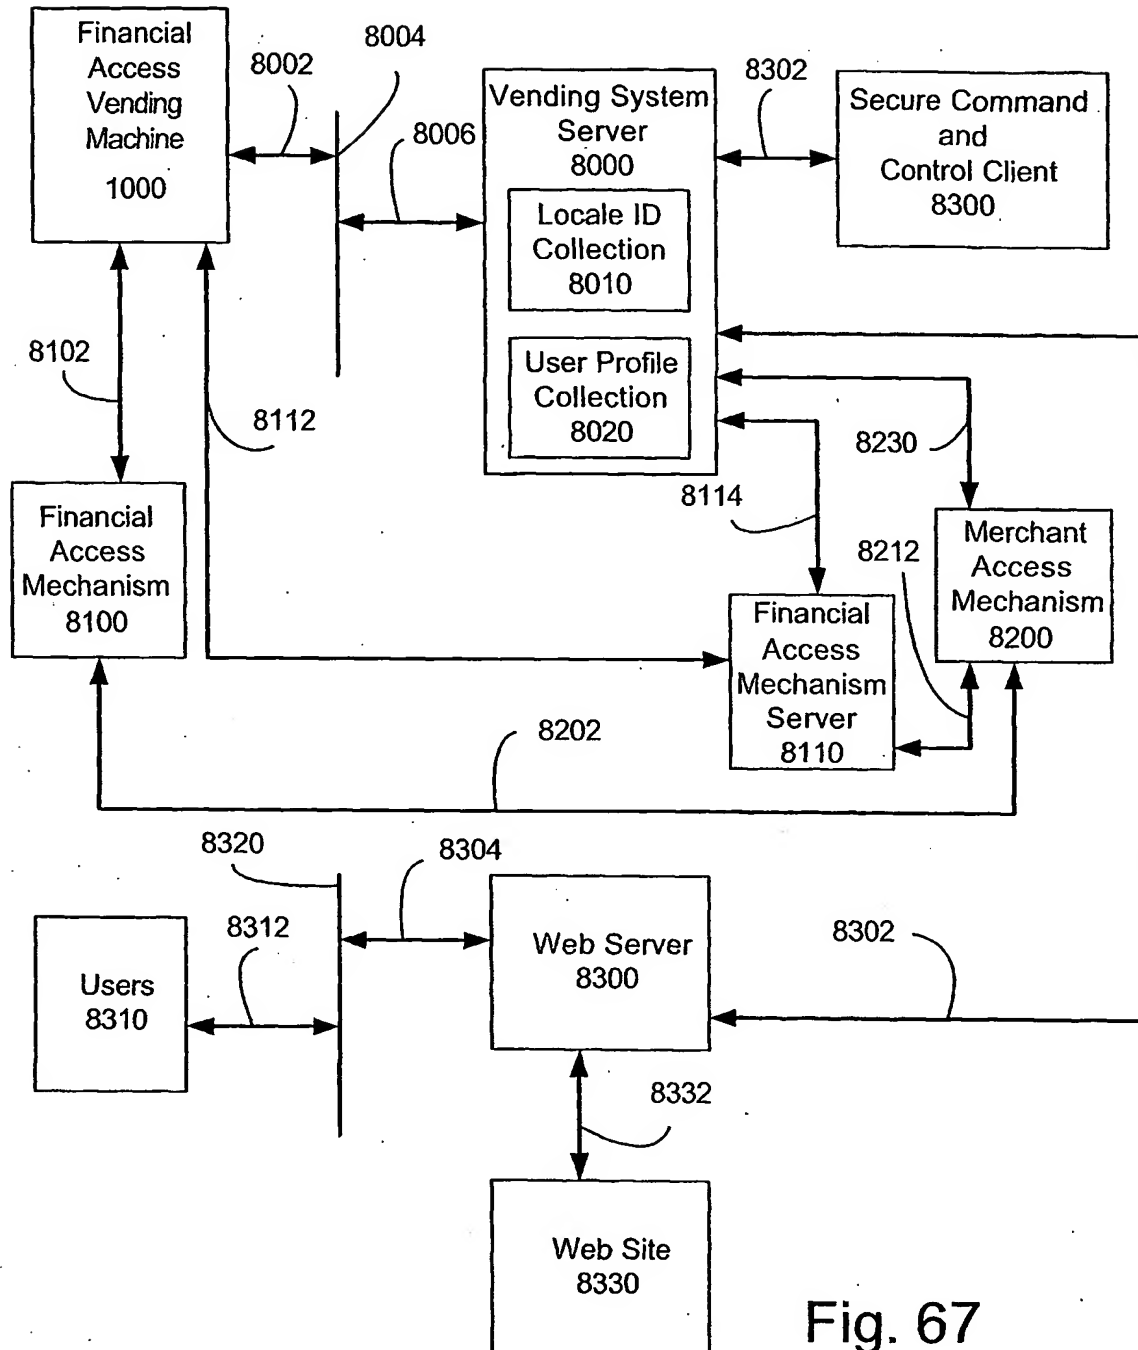 Financial
Access
Vending
Machine
1000
8002
8004
8006
Vending System
Server
8000
Locale ID
Collection
8010
User Profile
Collection
8020
8302
Secure Command
and
Control Client
8300
8102
8112
8230
8114
8212
Financial
Access
Mechanism
8100
Merchant
Access
Mechanism
8200
Financial
Access
Mechanism
Server
8110
8202
8320
8304
8312
Users
8310
Web Server
8300
8302
8332
Web Site
8330
Fig. 67